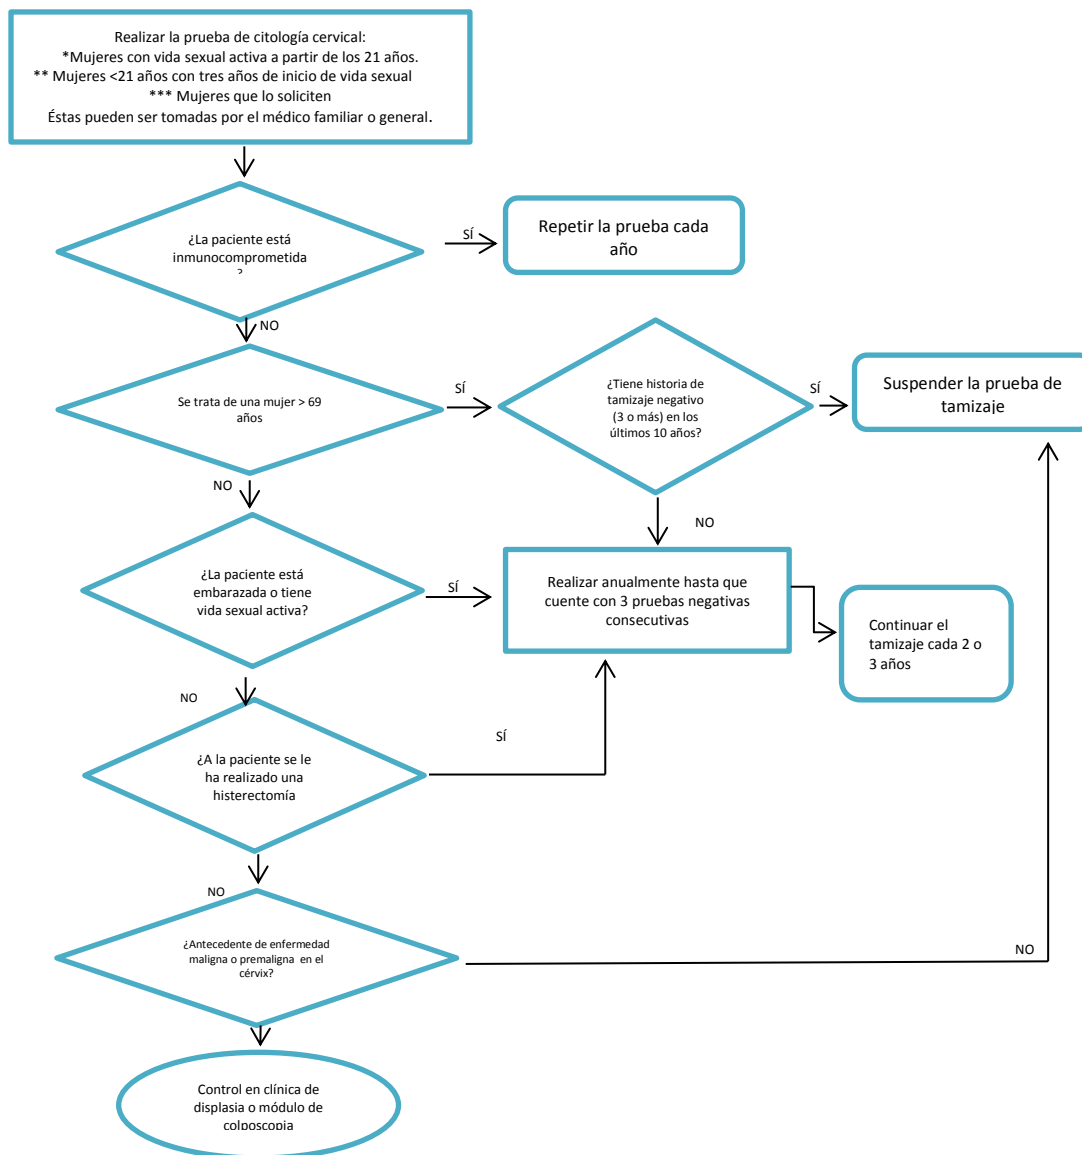 Realizar la prueba de citología cervical:
*Mujeres con vida sexual activa a partir de los 21 años.
** Mujeres <21 años con tres años de inicio de vida sexual
*** Mujeres que lo soliciten
Éstas pueden ser tomadas por el médico familiar o general.
¿La paciente está
inmunocomprometida
?
SÍ
Repetir la prueba cada
año
NO
Se trata de una mujer > 69
años
SÍ
¿Tiene historia de
tamizaje negativo
(3 o más) en los
últimos 10 años?
SÍ
Suspender la prueba de
tamizaje
NO
NO
¿La paciente está
embarazada o tiene
vida sexual activa?
SÍ
Realizar anualmente hasta que
cuente con 3 pruebas negativas
consecutivas
Continuar el
tamizaje cada 2 o
3 años
NO
¿A la paciente se le
ha realizado una
histerectomía
SÍ
NO
¿Antecedente de enfermedad
maligna o premaligna en el
cérvix?
NO
Control en clínica de
displasia o módulo de
colposcopia